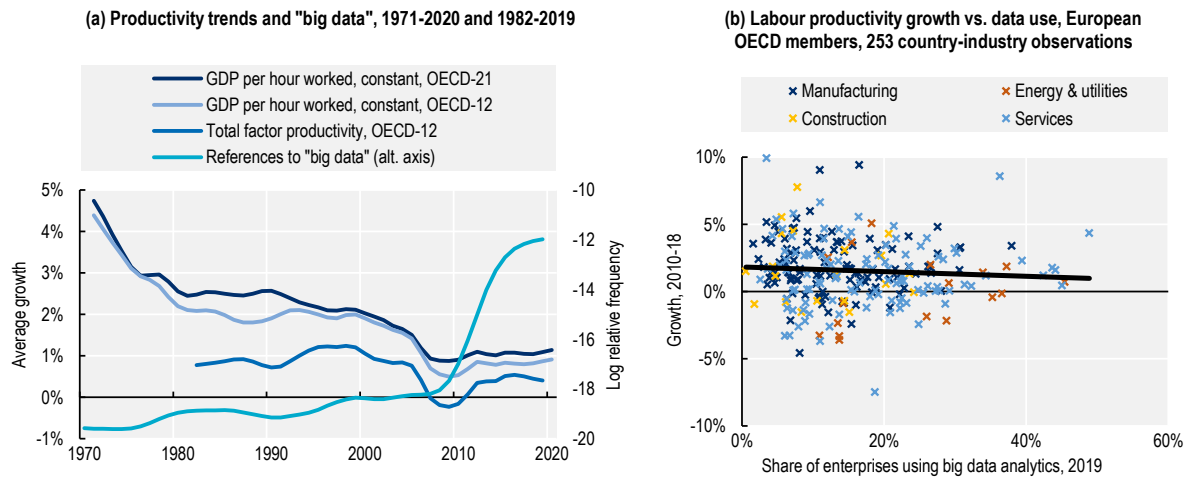 (a) Productivity trends and "big data", 1971-2020 and 1982-2019
GDP per hour worked, constant, OECD-21
GDP per hour worked, constant, OECD-12
Total factor productivity, OECD-12
References to "big data" (alt. axis)
5%
4%
3%
2%
1%
0%
-1%
Average growth
-10
-12
-14
-16
-18
-20
Log relative frequency
1970
1980
1990
2000
2010
2020
(b) Labour productivity growth vs. data use, European
OECD members, 253 country-industry observations
Manufacturing
Energy & utilities
Construction
Services
10%
5%
0%
-5%
-10%
Growth, 2010-18
0%
20%
40%
60%
Share of enterprises using big data analytics, 2019